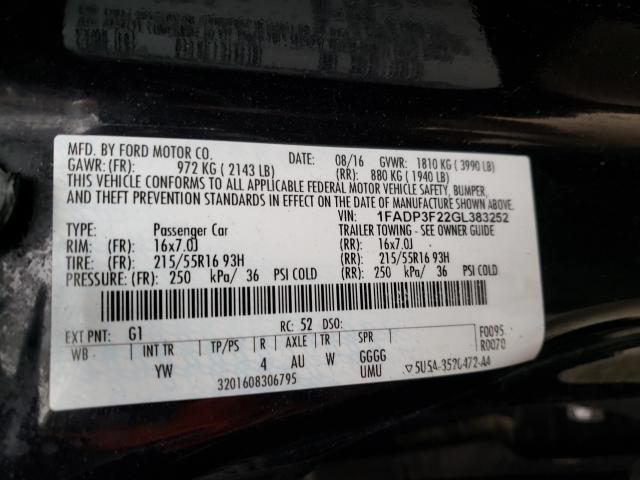 MFD. BY FORD MOTOR CO.
DATE: 08/16 GVWR: 1810 KG ( 3990 LB)
GAWR: (FR): 972 KG ( 2143 LB) (RR): 880 KG ( 1940 LB)
THIS VEHICLE CONFORMS TO ALL APPLICABLE FEDERAL MOTOR VEHICLE SAFETY, BUMPER,
AND THEFT PREVENTION STANDARDS IN EFFECT ON THE DATE OF MANUFACTURE SHOWN ABOVE.
VIN: 1FADP3F22GL383252
TYPE: Passenger Car TRAILER TOWING - SEE OWNER GUIDE
RIM: (FR): 16x7.0J (RR): 16x7.0J
TIRE: (FR): 215/55R16 93H (RR): 215/55R16 93H
PRESSURE: (FR): 250 kPa/ 36 PSI COLD (RR): 250 kPa/ 36 PSI COLD
EXT PNT: G1 RC: 52 DSO:
WB INT TR TP/PS R AXLE TR SPR F0095
YW 4 AU W GGGG R0070
UMU
3201608306795 ▽5U5A-3520472-AA